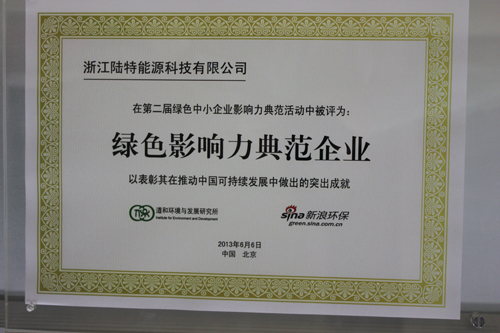 浙江陆特能源科技有限公司
在第二届绿色中小企业影响力典范活动中被评为:
绿色影响力典范企业
以表彰其在推动中国可持续发展中做出的突出成就
道和环境与发展研究所
Institute for Environment and Development
sina新浪环保
green.sina.com.cn
2013年6月6日
中国 北京